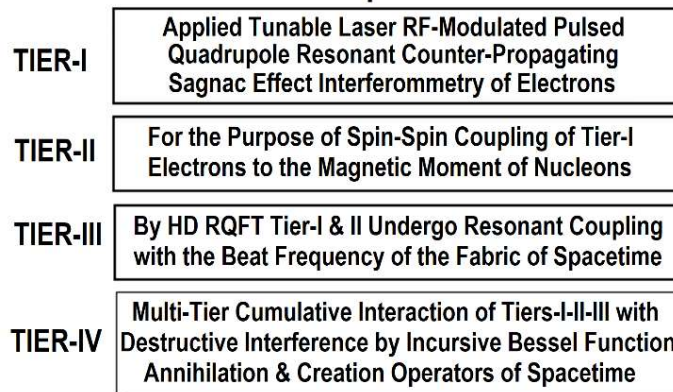 TIER-I
Applied Tunable Laser RF-Modulated Pulsed
Quadrupole Resonant Counter-Propagating
Sagnac Effect Interferommetry of Electrons
TIER-II
For the Purpose of Spin-Spin Coupling of Tier-I
Electrons to the Magnetic Moment of Nucleons
TIER-III
By HD RQFT Tier-I & II Undergo Resonant Coupling
with the Beat Frequency of the Fabric of Spacetime
TIER-IV
Multi-Tier Cumulative Interaction of Tiers-I-II-III with
Destructive Interference by Incursive Bessel Function
Annihilation & Creation Operators of Spacetime